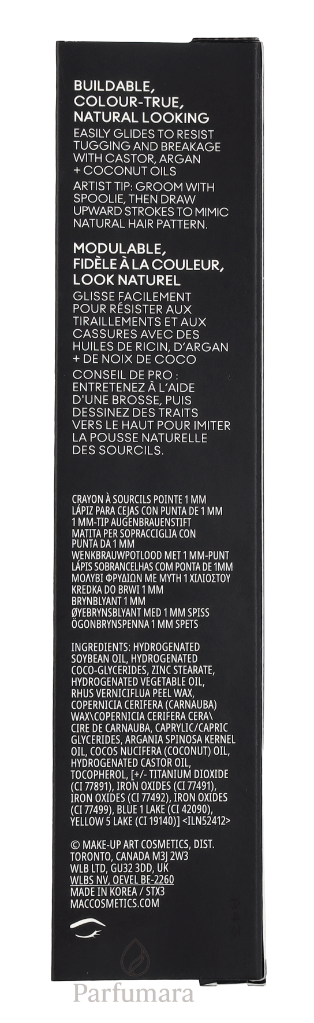 BUILDABLE,
COLOUR-TRUE,
NATURAL LOOKING
EASILY GLIDES TO RESIST
TUGGING AND BREAKAGE
WITH CASTOR, ARGAN
+ COCONUT OILS
ARTIST TIP: GROOM WITH
SPOOLIE, THEN DRAW
UPWARD STROKES TO MIMIC
NATURAL HAIR PATTERN.
MODULABLE,
FIDÈLE À LA COULEUR,
LOOK NATUREL
GLISSE FACILEMENT
POUR RÉSISTER AUX
TIRAILLEMENTS ET AUX
CASSURES AVEC DES
HUILES DE RICIN, D'ARGAN
+ DE NOIX DE COCO
CONSEIL DE PRO :
ENTRETENEZ À L'AIDE
D'UNE BROSSE, PUIS
DESSINEZ DES TRAITS
VERS LE HAUT POUR IMITER
LA POUSSE NATURELLE
DES SOURCILS.
CRAYON À SOURCILS POINTE 1 MM
LÁPIZ PARA CEJAS CON PUNTA DE 1 MM
1 MM-TIP AUGENBRAUENSTIFT
MATITA PER SOPRACCIGLIA CON
PUNTA DA 1 MM
WENKBRAUWPOTLOOD MET 1 MM-PUNT
LÁPIS SOBRANCELHAS COM PONTA DE 1MM
ΜΟΛΥΒΙ ΦΡΥΔΙΩΝ ΜΕ ΜΥΤΗ 1 ΧΙΛΙΟΣΤΟΥ
KREDKA DO BRWI 1 MM
BRYNBLYANT 1 MM
ØYEBRYNSBLYANT MED 1 MM SPISS
ÖGONBRYNSPENNA 1 MM SPETS
INGREDIENTS: HYDROGENATED
SOYBEAN OIL, HYDROGENATED
COCO-GLYCERIDES, ZINC STEARATE,
HYDROGENATED VEGETABLE OIL,
RHUS VERNICIFLUA PEEL WAX,
COPERNICIA CERIFERA (CARNAUBA)
WAX\COPERNICIA CERIFERA CERA\
CIRE DE CARNAUBA, CAPRYLIC/CAPRIC
GLYCERIDES, ARGANIA SPINOSA KERNEL
OIL, COCOS NUCIFERA (COCONUT) OIL,
HYDROGENATED CASTOR OIL,
TOCOPHEROL, [+/- TITANIUM DIOXIDE
(CI 77891), IRON OXIDES (CI 77491),
IRON OXIDES (CI 77492), IRON OXIDES
(CI 77499), BLUE 1 LAKE (CI 42090),
YELLOW 5 LAKE (CI 19140)] <ILN52412>
© MAKE-UP ART COSMETICS, DIST.
TORONTO, CANADA M3J 2W3
WLB LTD, GU32 3DD, UK
WLBS NV, OEVEL BE-2260
MADE IN KOREA / STX3
MACCOSMETICS.COM
Parfumara